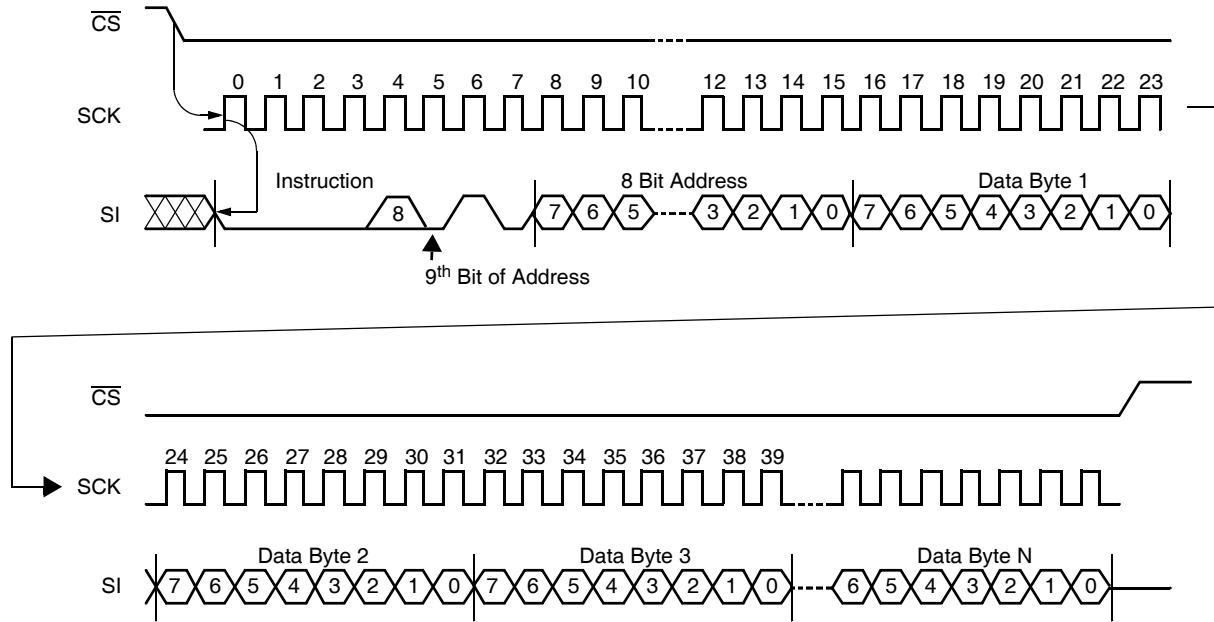 CS
0 1 2 3 4 5 6 7 8 9 10 12 13 14 15 16 17 18 19 20 21 22 23
SCK
Instruction 8 Bit Address Data Byte 1
SI 8 7 6 5 3 2 1 0 7 6 5 4 3 2 1 0
9th Bit of Address
CS
24 25 26 27 28 29 30 31 32 33 34 35 36 37 38 39
SCK
Data Byte 2 Data Byte 3 Data Byte N
SI 7 6 5 4 3 2 1 0 7 6 5 4 3 2 1 0 6 5 4 3 2 1 0